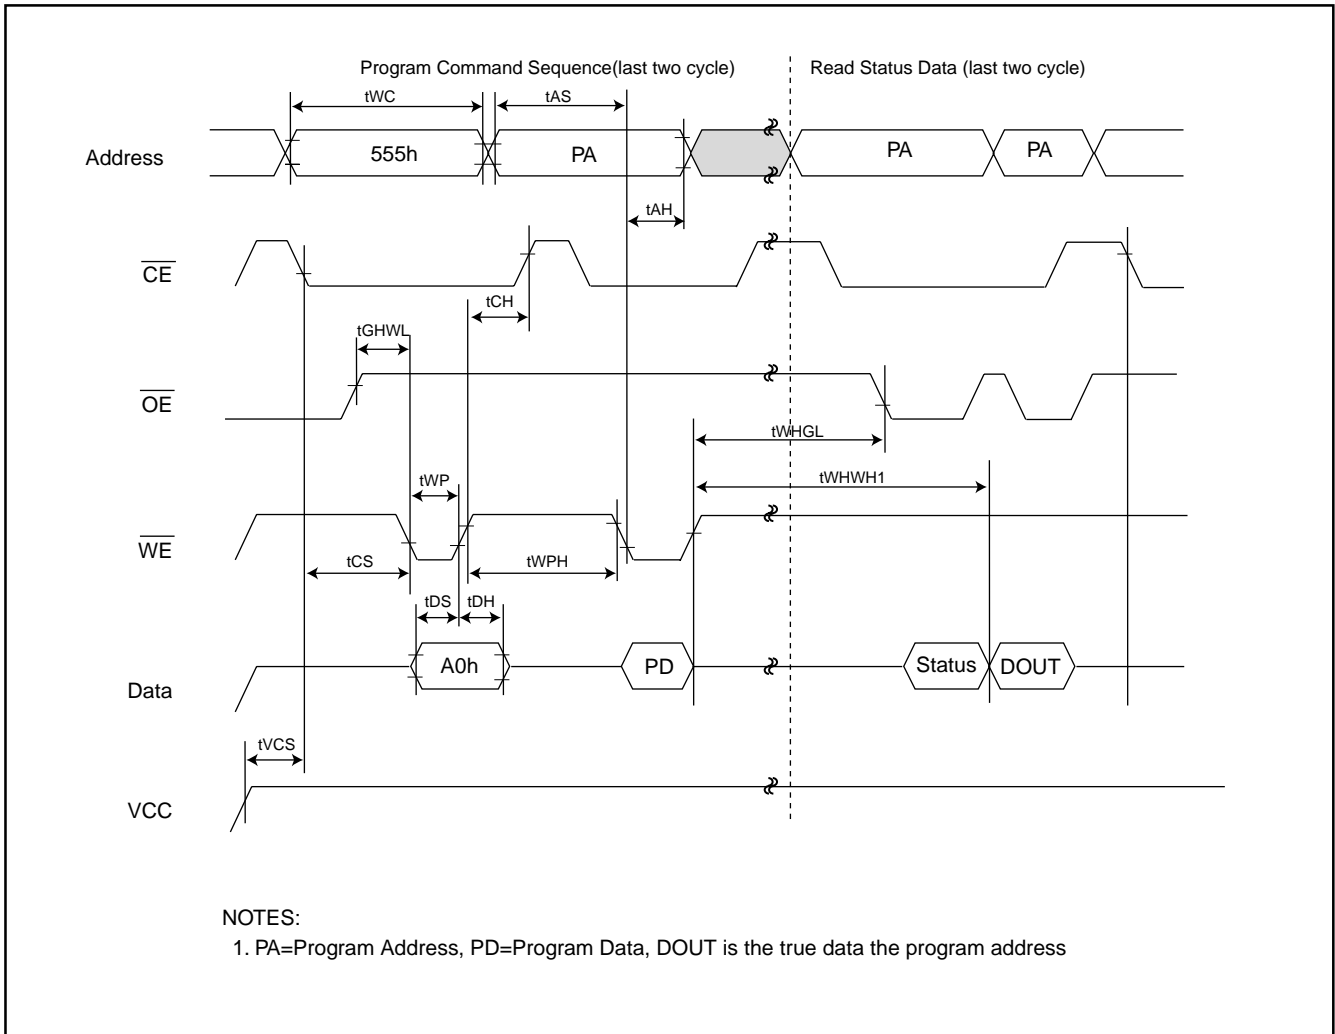 Program Command Sequence(last two cycle) Read Status Data (last two cycle)
tWC tAS
Address 555h PA PA PA
tAH
CE
tCH
tGHWL
OE
tWHGL
tWP tWHWH1
WE
tCS tWPH
tDS tDH
A0h PD Status DOUT
Data
tVCS
VCC
NOTES:
1. PA=Program Address, PD=Program Data, DOUT is the true data the program address